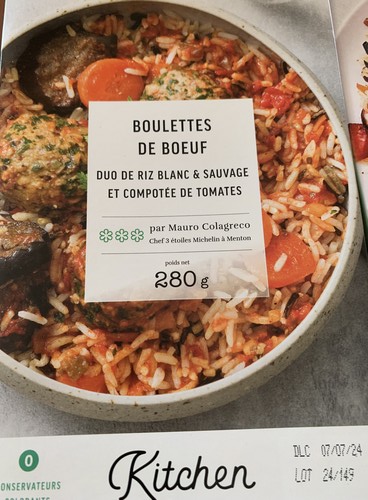 BOULETTES
DE BOEUF
DUO DE RIZ BLANC & SAUVAGE
ET COMPOTÉE DE TOMATES
par Mauro Colagreco
Chef 3 étoiles Michelin à Menton
poids net
280 g
0
ONSERVATEURS
Kitchen
DLC 07/07/24
LOT 24/149